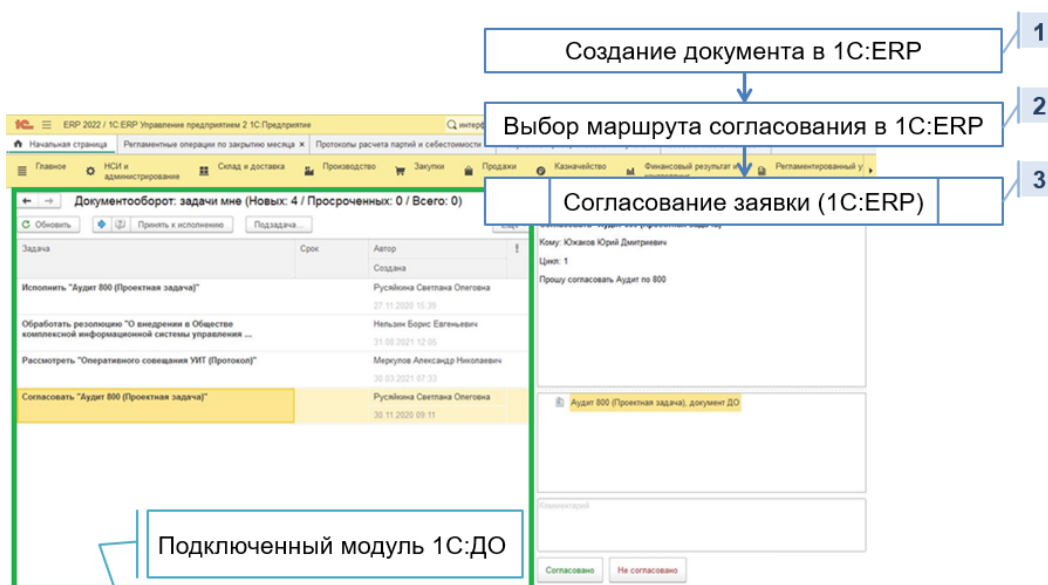 Создание документа в 1С:ERP
1
Выбор маршрута согласования в 1С:ERP
2
Согласование заявки (1С:ERP)
3
ERP 2022 / 1С:ERP Управление предприятием 2 1С:Предприятие
Начальная страница
Регламентные операции по закрытию месяца ×
Протоколы расчета партий и себестоимости
Главное
НСИ и администрирование
Склад и доставка
Производство
Закупки
Продажи
Казначейство
Финансовый результат и
Регламентированный у
Документооборот: задачи мне (Новых: 4 / Просроченных: 0 / Всего: 0)
Обновить
Принять к исполнению
Подзадача...
Задача
Срок
Автор
!
Создана
Исполнить "Аудит 800 (Проектная задача)"
Русяйкина Светлана Олеговна
27.11.2020 15:39
Обработать резолюцию "О внедрении в Обществе
комплексной информационной системы управления ...
Нельзин Борис Евгеньевич
31.08.2021 12:05
Рассмотреть "Оперативного совещания УИТ (Протокол)"
Меркулов Александр Николаевич
30.03.2021 07:33
Согласовать "Аудит 800 (Проектная задача)"
Русяйкина Светлана Олеговна
30.11.2020 09:11
Кому: Южаков Юрий Дмитриевич
Цикл: 1
Прошу согласовать Аудит по 800
Аудит 800 (Проектная задача), документ ДО
Комментарий
Согласовано
Не согласовано
Подключенный модуль 1С:ДО